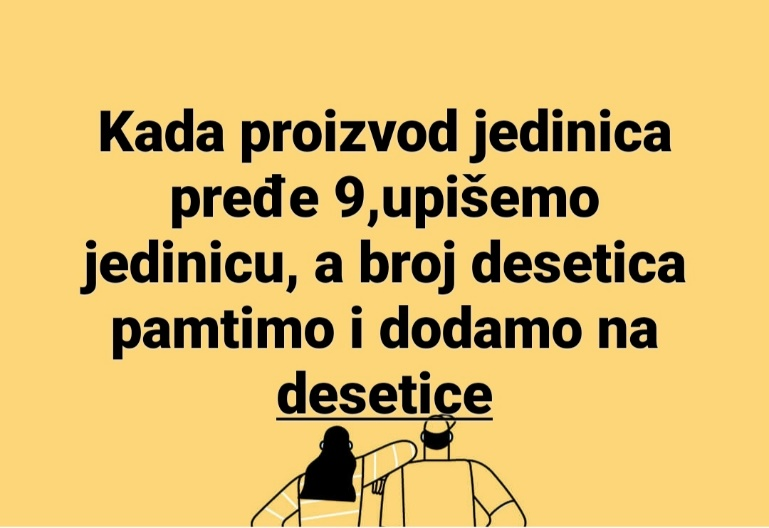 Kada proizvod jedinica
pređe 9,upišemo
jedinicu, a broj desetica
pamtimo i dodamo na
desetice